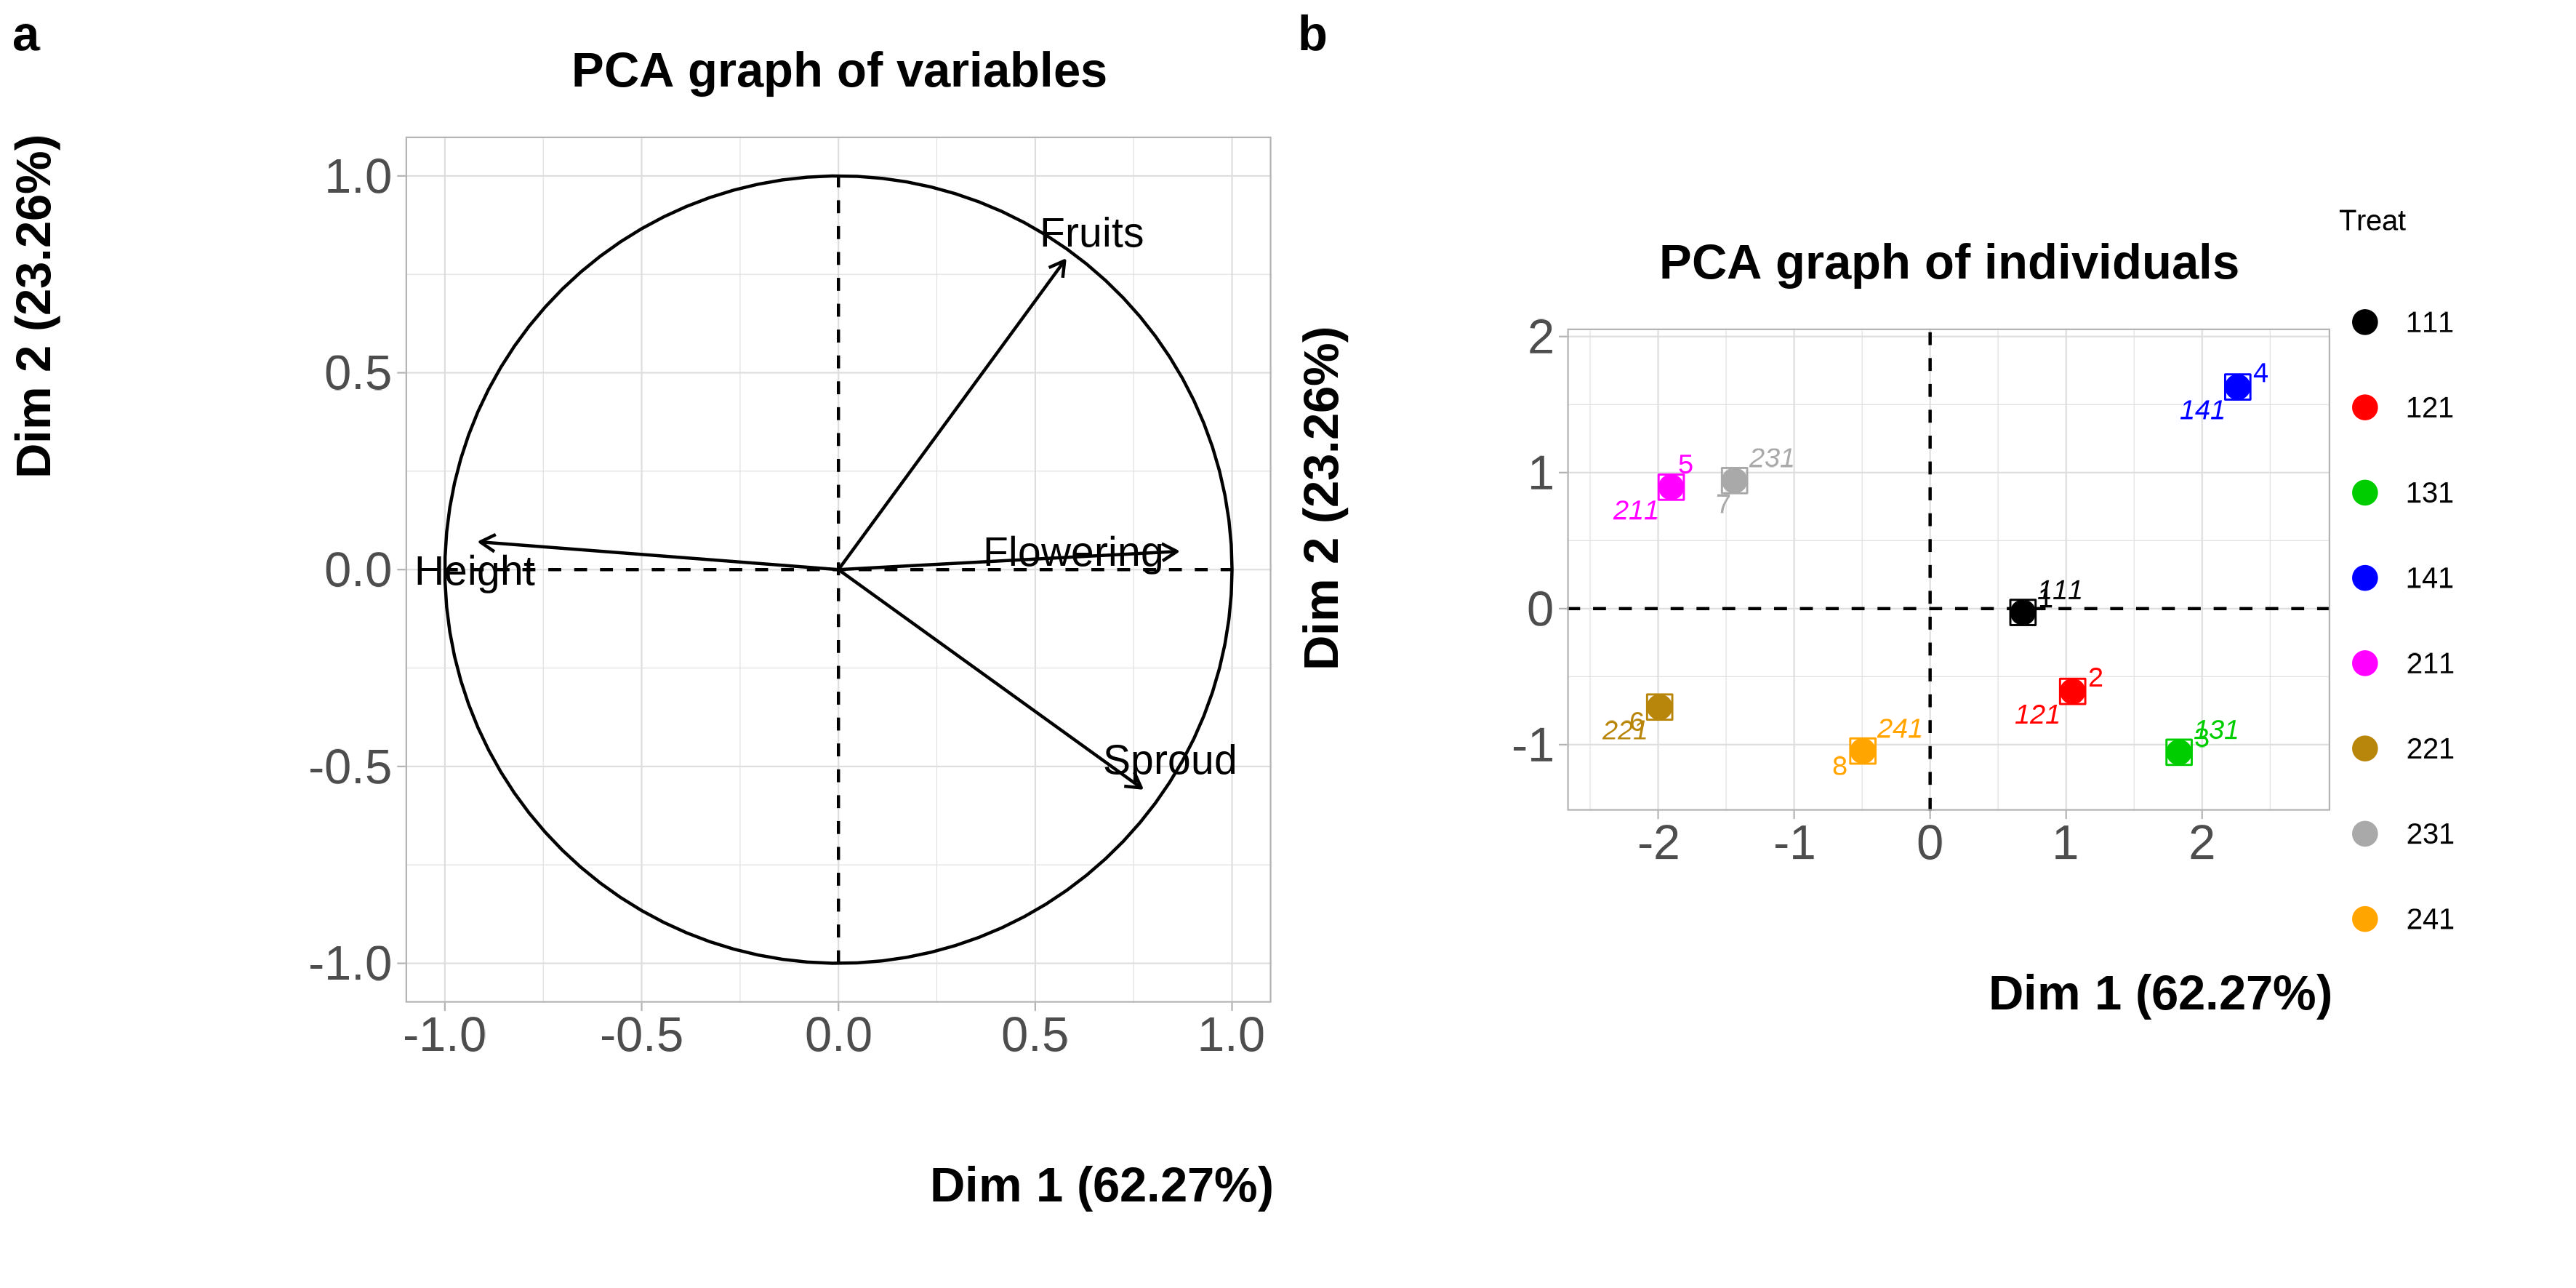 a
PCA graph of variables
Dim 2 (23.26%)
1.0
0.5
0.0
-0.5
-1.0
Fruits
Flowering
Height
Sproud
-1.0 -0.5 0.0 0.5 1.0
Dim 1 (62.27%)
b
PCA graph of individuals
Dim 2 (23.26%)
2
1
0
-1
4
141
5
211
231
7
111
1
2
121
131
3
6
221
241
8
-2 -1 0 1 2
Dim 1 (62.27%)
Treat
111
121
131
141
211
221
231
241